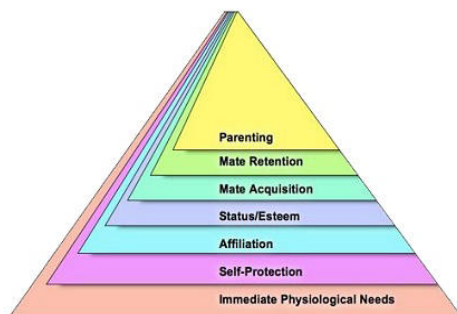 Parenting
Mate Retention
Mate Acquisition
Status/Esteem
Affiliation
Self-Protection
Immediate Physiological Needs